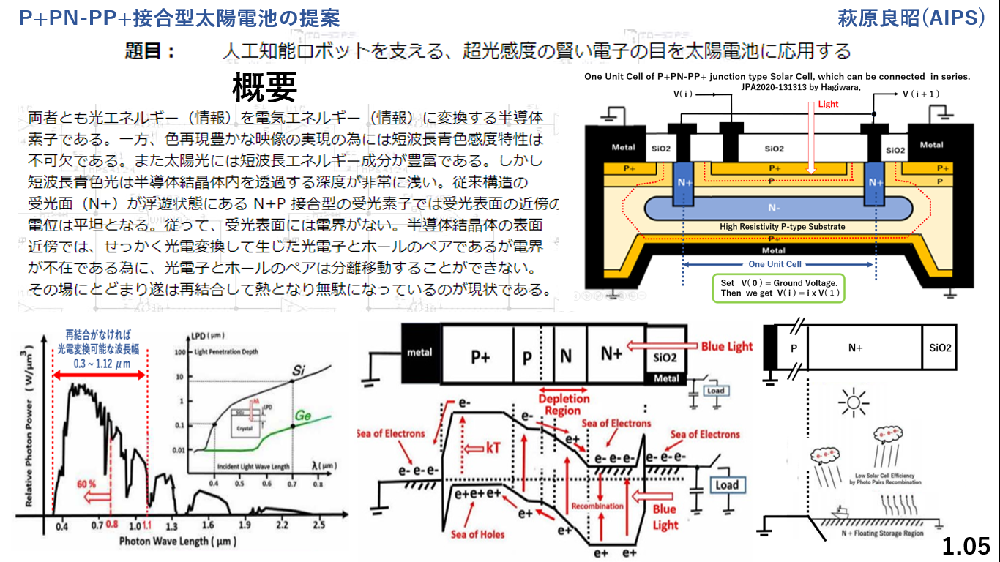 P+PN-PP+接合型太陽電池の提案
萩原良昭(AIPS)
題目： 人工知能ロボットを支える、超光感度の賢い電子の目を太陽電池に応用する
概要
両者とも光エネルギー（情報）を電気エネルギー（情報）に変換する半導体
素子である。一方、色再現豊かな映像の実現の為には短波長青色感度特性は
不可欠である。また太陽光には短波長エネルギー成分が豊富である。しかし
短波長青色光は半導体結晶体内を透過する深度が非常に浅い。従来構造の
受光面（N+）が浮遊状態にある N+P 接合型の受光素子では受光表面の近傍の
電位は平坦となる。従って、受光表面には電界がない。半導体結晶体の表面
近傍では、せっかく光電変換して生じた光電子とホールのペアであるが電界
が不在である為に、光電子とホールのペアは分離移動することができない。
その場にとどまり遂は再結合して熱となり無駄になっているのが現状である。
One Unit Cell of P+PN-PP+ junction type Solar Cell, which can be connected in series.
JPA2020-131313 by Hagiwara,
V( i )
V ( i + 1 )
Light
Metal
SiO2
SiO2
SiO2
Metal
P+
P+
P+
P
P
P
N+
N+
N-
High Resistivity P-type Substrate
P+
Metal
One Unit Cell
Set V( 0 ) = Ground Voltage.
Then we get V( i ) = i x V( 1 )
再結合がなければ
光電変換可能な波長幅
0.3 ~ 1.12 μm
Relative Photon Power ( W/μm³ )
60 %
0.4 0.7 0.8 1.0 1.1 1.3 1.6 1.9 2.2 2.5
Photon Wave Length ( μm )
LPD ( μm )
Light Penetration Depth
100
10
1
0.1
0.01
Si
Ge
LPD
SiO2
Crystal
Incident Light Wave Length
λ ( μm )
0.4 0.5 0.6 0.7 0.8
metal
P+
P
N
N+
SiO2
Metal
Blue Light
Load
Depletion
Region
e-
Sea of Electrons
e- e- e-
kT
e+e+e+
Sea of Holes
e-
e+
e+
e+
Sea of Electrons
e- e- e-
Recombination
e+ e+
Blue
Light
Sea of Electrons
e- e- e-
Load
P
N+
SiO2
e- e- e-
e- e- e-
Low Solar Cell Efficiency
by Photo Pairs Recombination
N + Floating Storage Region
1.05